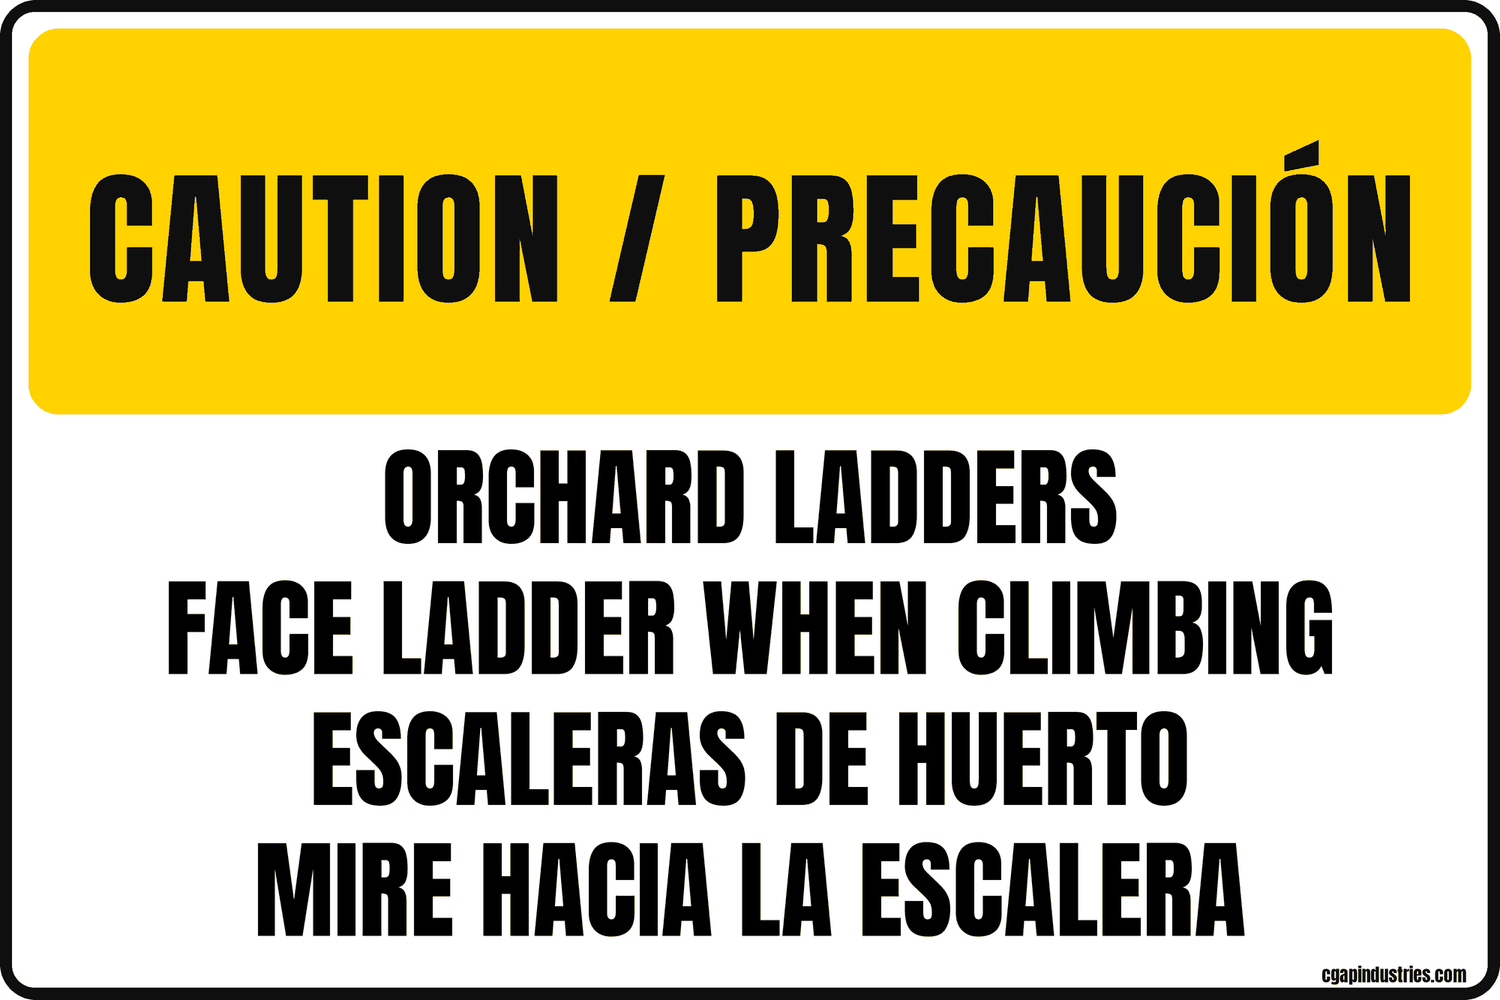 CAUTION / PRECAUCIÓN
ORCHARD LADDERS
FACE LADDER WHEN CLIMBING
ESCALERAS DE HUERTO
MIRE HACIA LA ESCALERA
cgapindustries.com